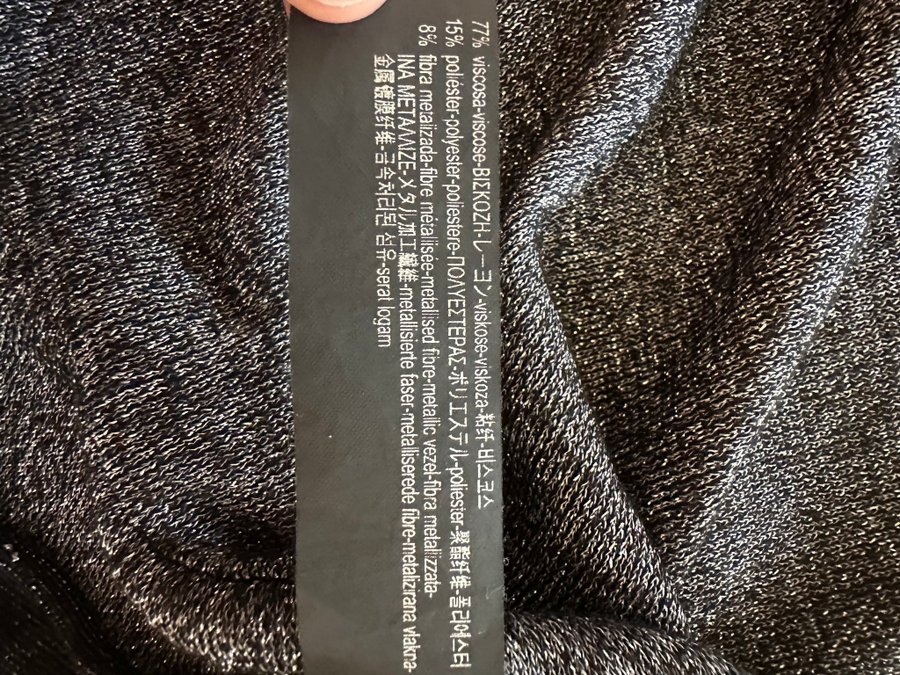 77% viscosa-viscose-ΒΙΣΚΟΖΗ-レーヨン-viskose-viskoza-粘纤-비스코스
15% poliester-polyester-poliestere-ΠΟΛΥΕΣΤΕΡΑΣ-ポリエステル-poliester-聚酯纤维-폴리에스터
8% fibra metalizada-fibre métallisée-metallised fibre-metallic vezel-fibra metallizzata-
ΙΝΑ METAΛΛΙΖΕ-メタル加工繊維-metallisierte faser-metalliserede fibre-metalizirana vlakna-
金属镀膜纤维-금속처리된 섬유-serat logam